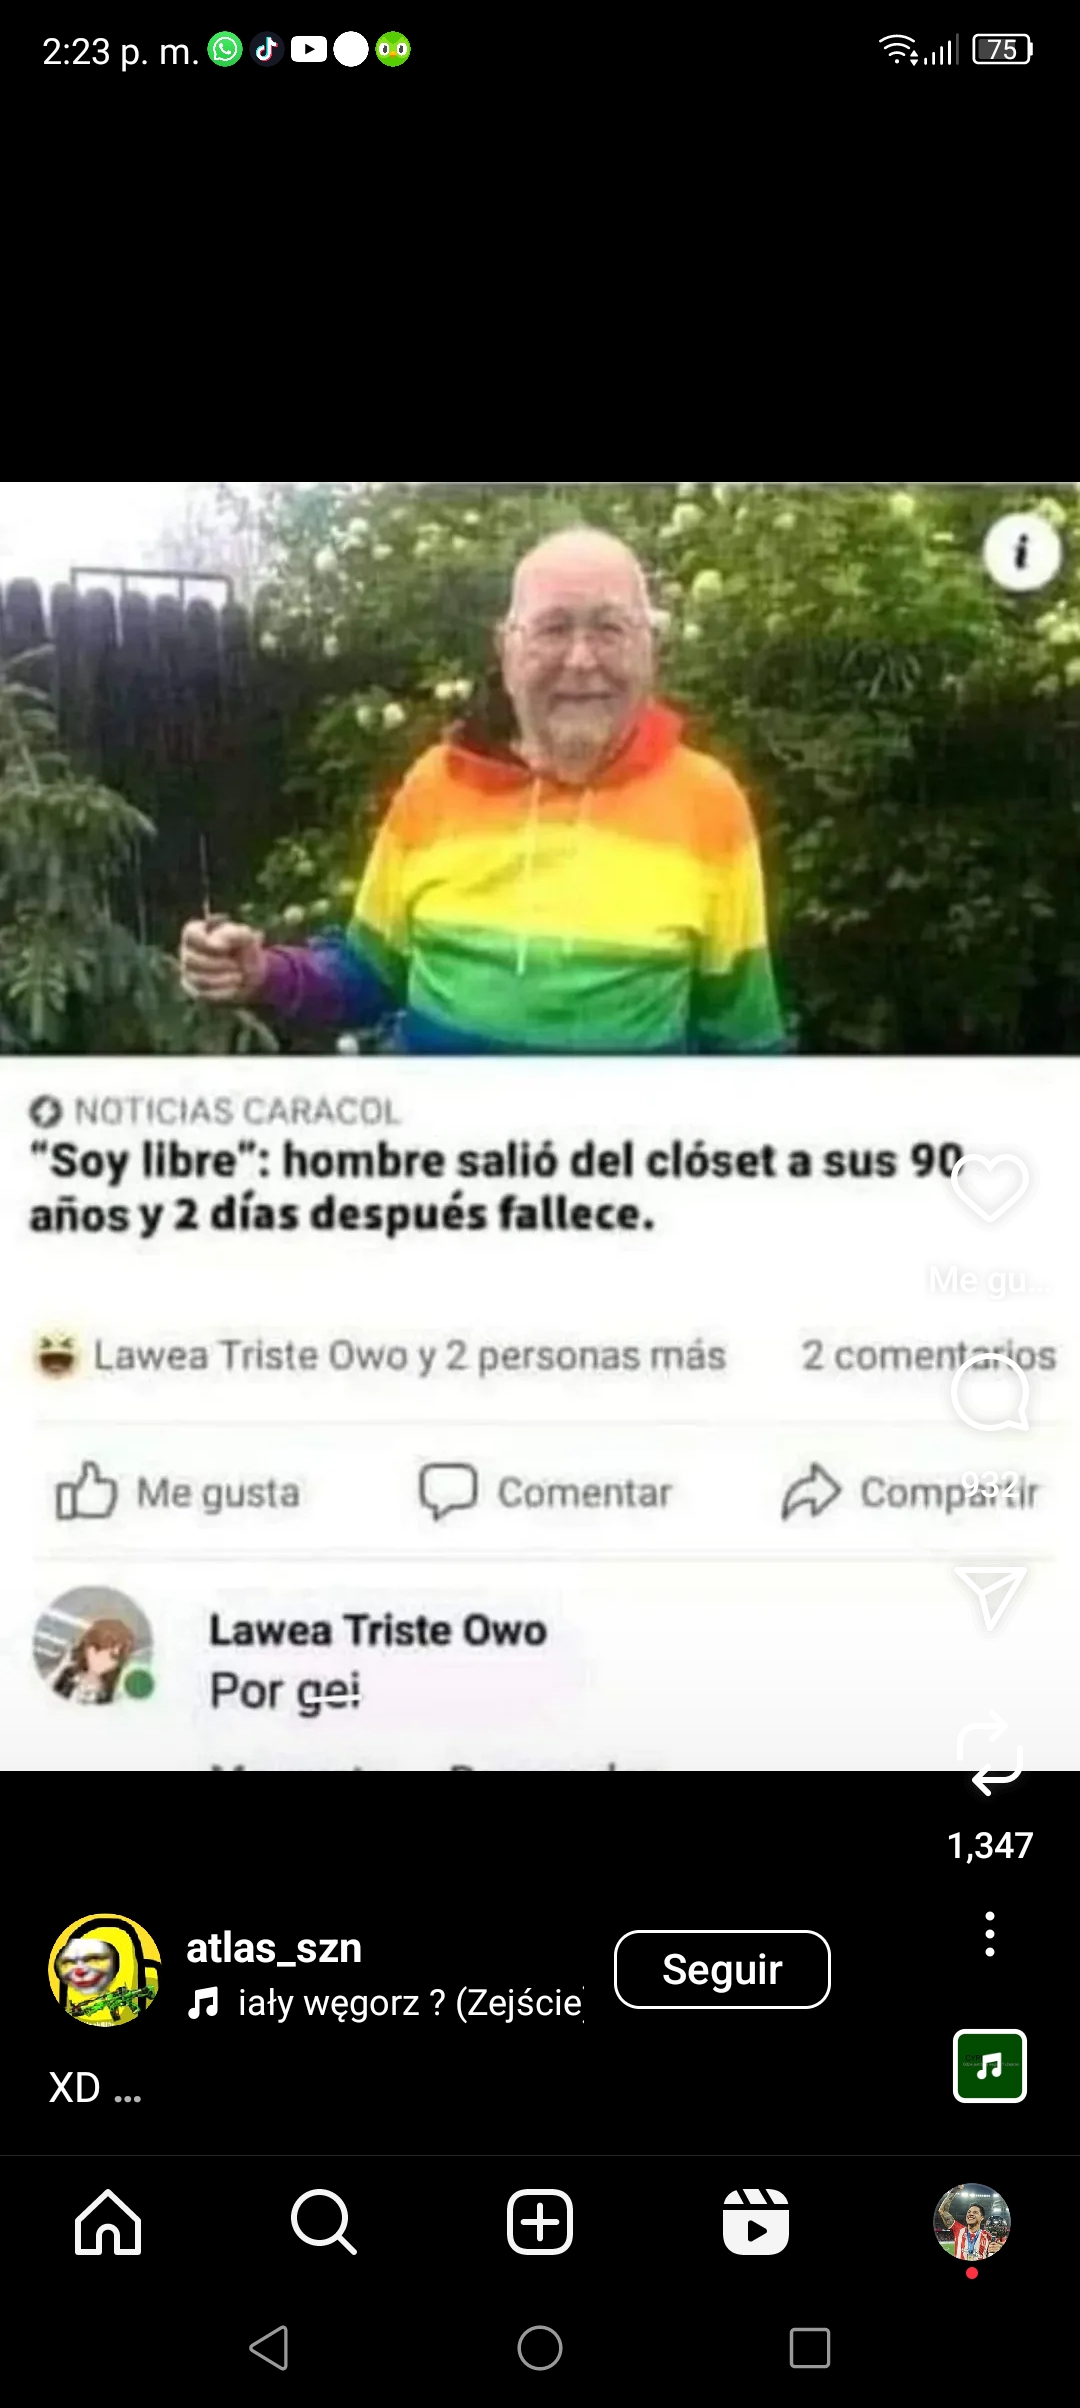 2:23 p. m.
75
i
NOTICIAS CARACOL
“Soy libre”: hombre salió del clóset a sus 90
años y 2 días después fallece.
Me gu...
Lawea Triste Owo y 2 personas más
2 comentarios
Me gusta
Comentar
Compartir
932
Lawea Triste Owo
Por gei
1,347
atlas_szn
iały węgorz ? (Zejście)
Seguir
XD ...